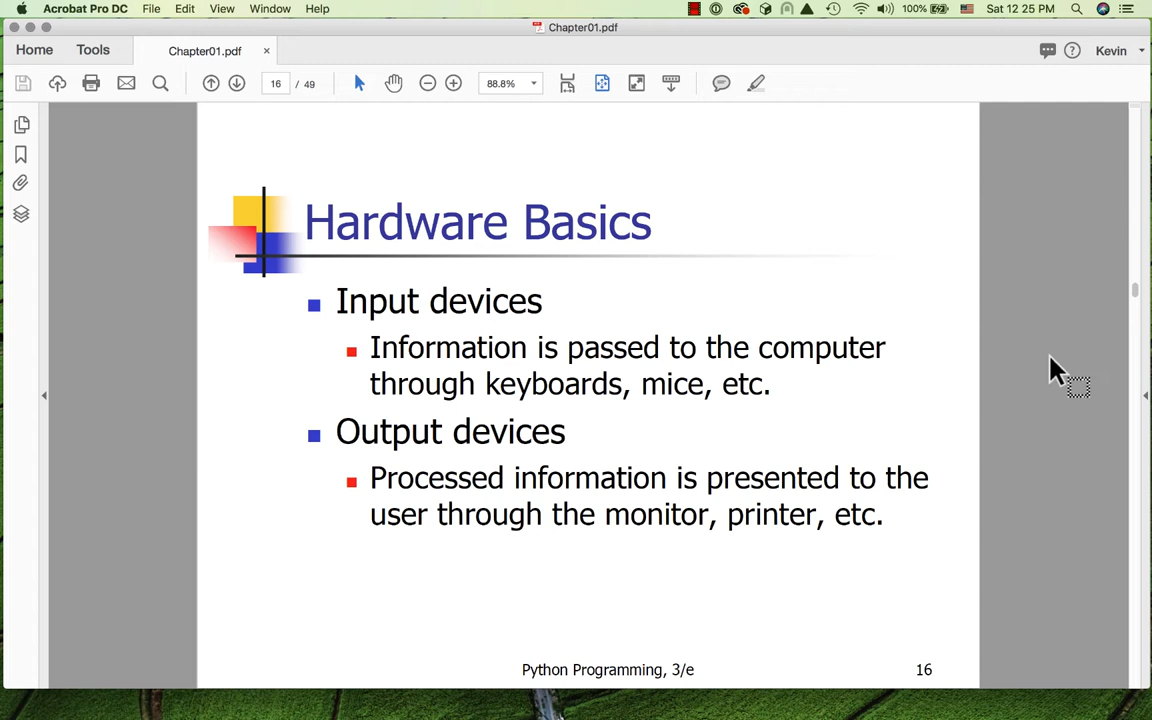 Acrobat Pro DC File Edit View Window Help 100% Sat 12 25 PM
Chapter01.pdf
Home Tools Chapter01.pdf × Kevin
16 / 49 88.8%
Hardware Basics
Input devices
Information is passed to the computer
through keyboards, mice, etc.
Output devices
Processed information is presented to the
user through the monitor, printer, etc.
Python Programming, 3/e 16